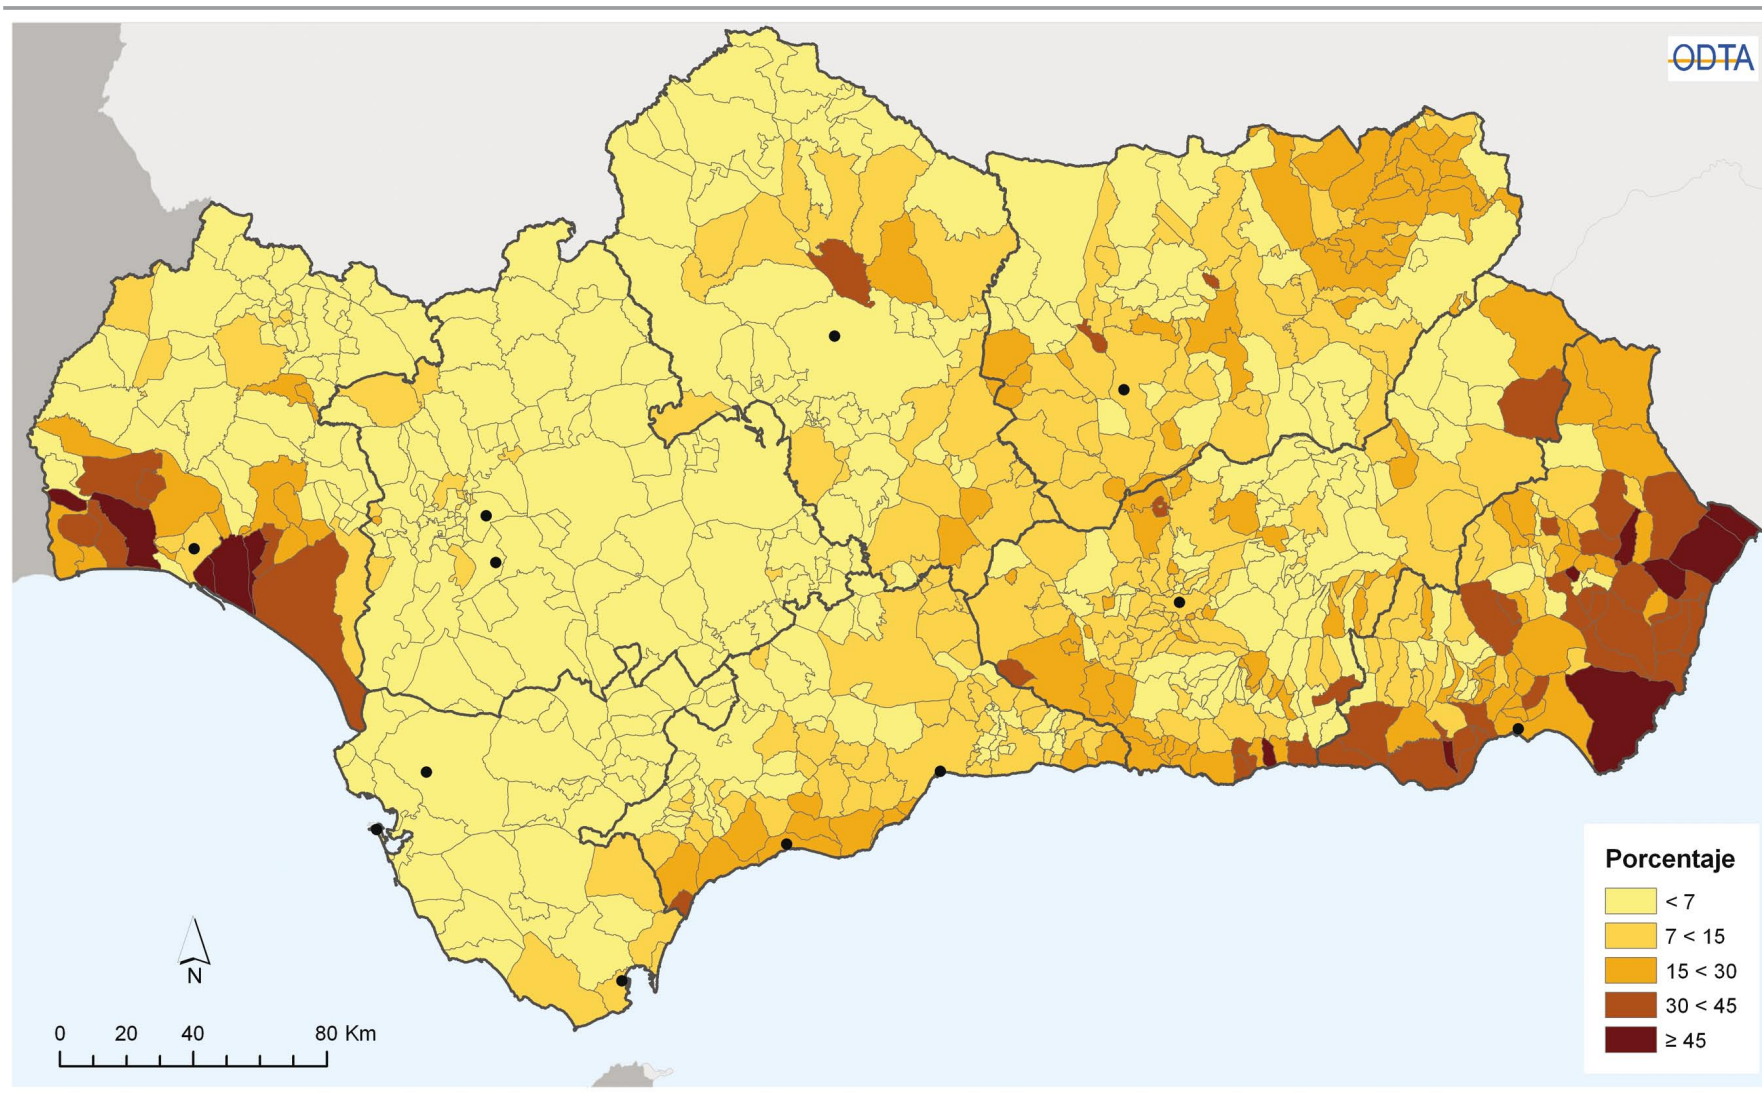 ODTA
Porcentaje
< 7
7 < 15
15 < 30
30 < 45
≥ 45
N
0 20 40 80 Km